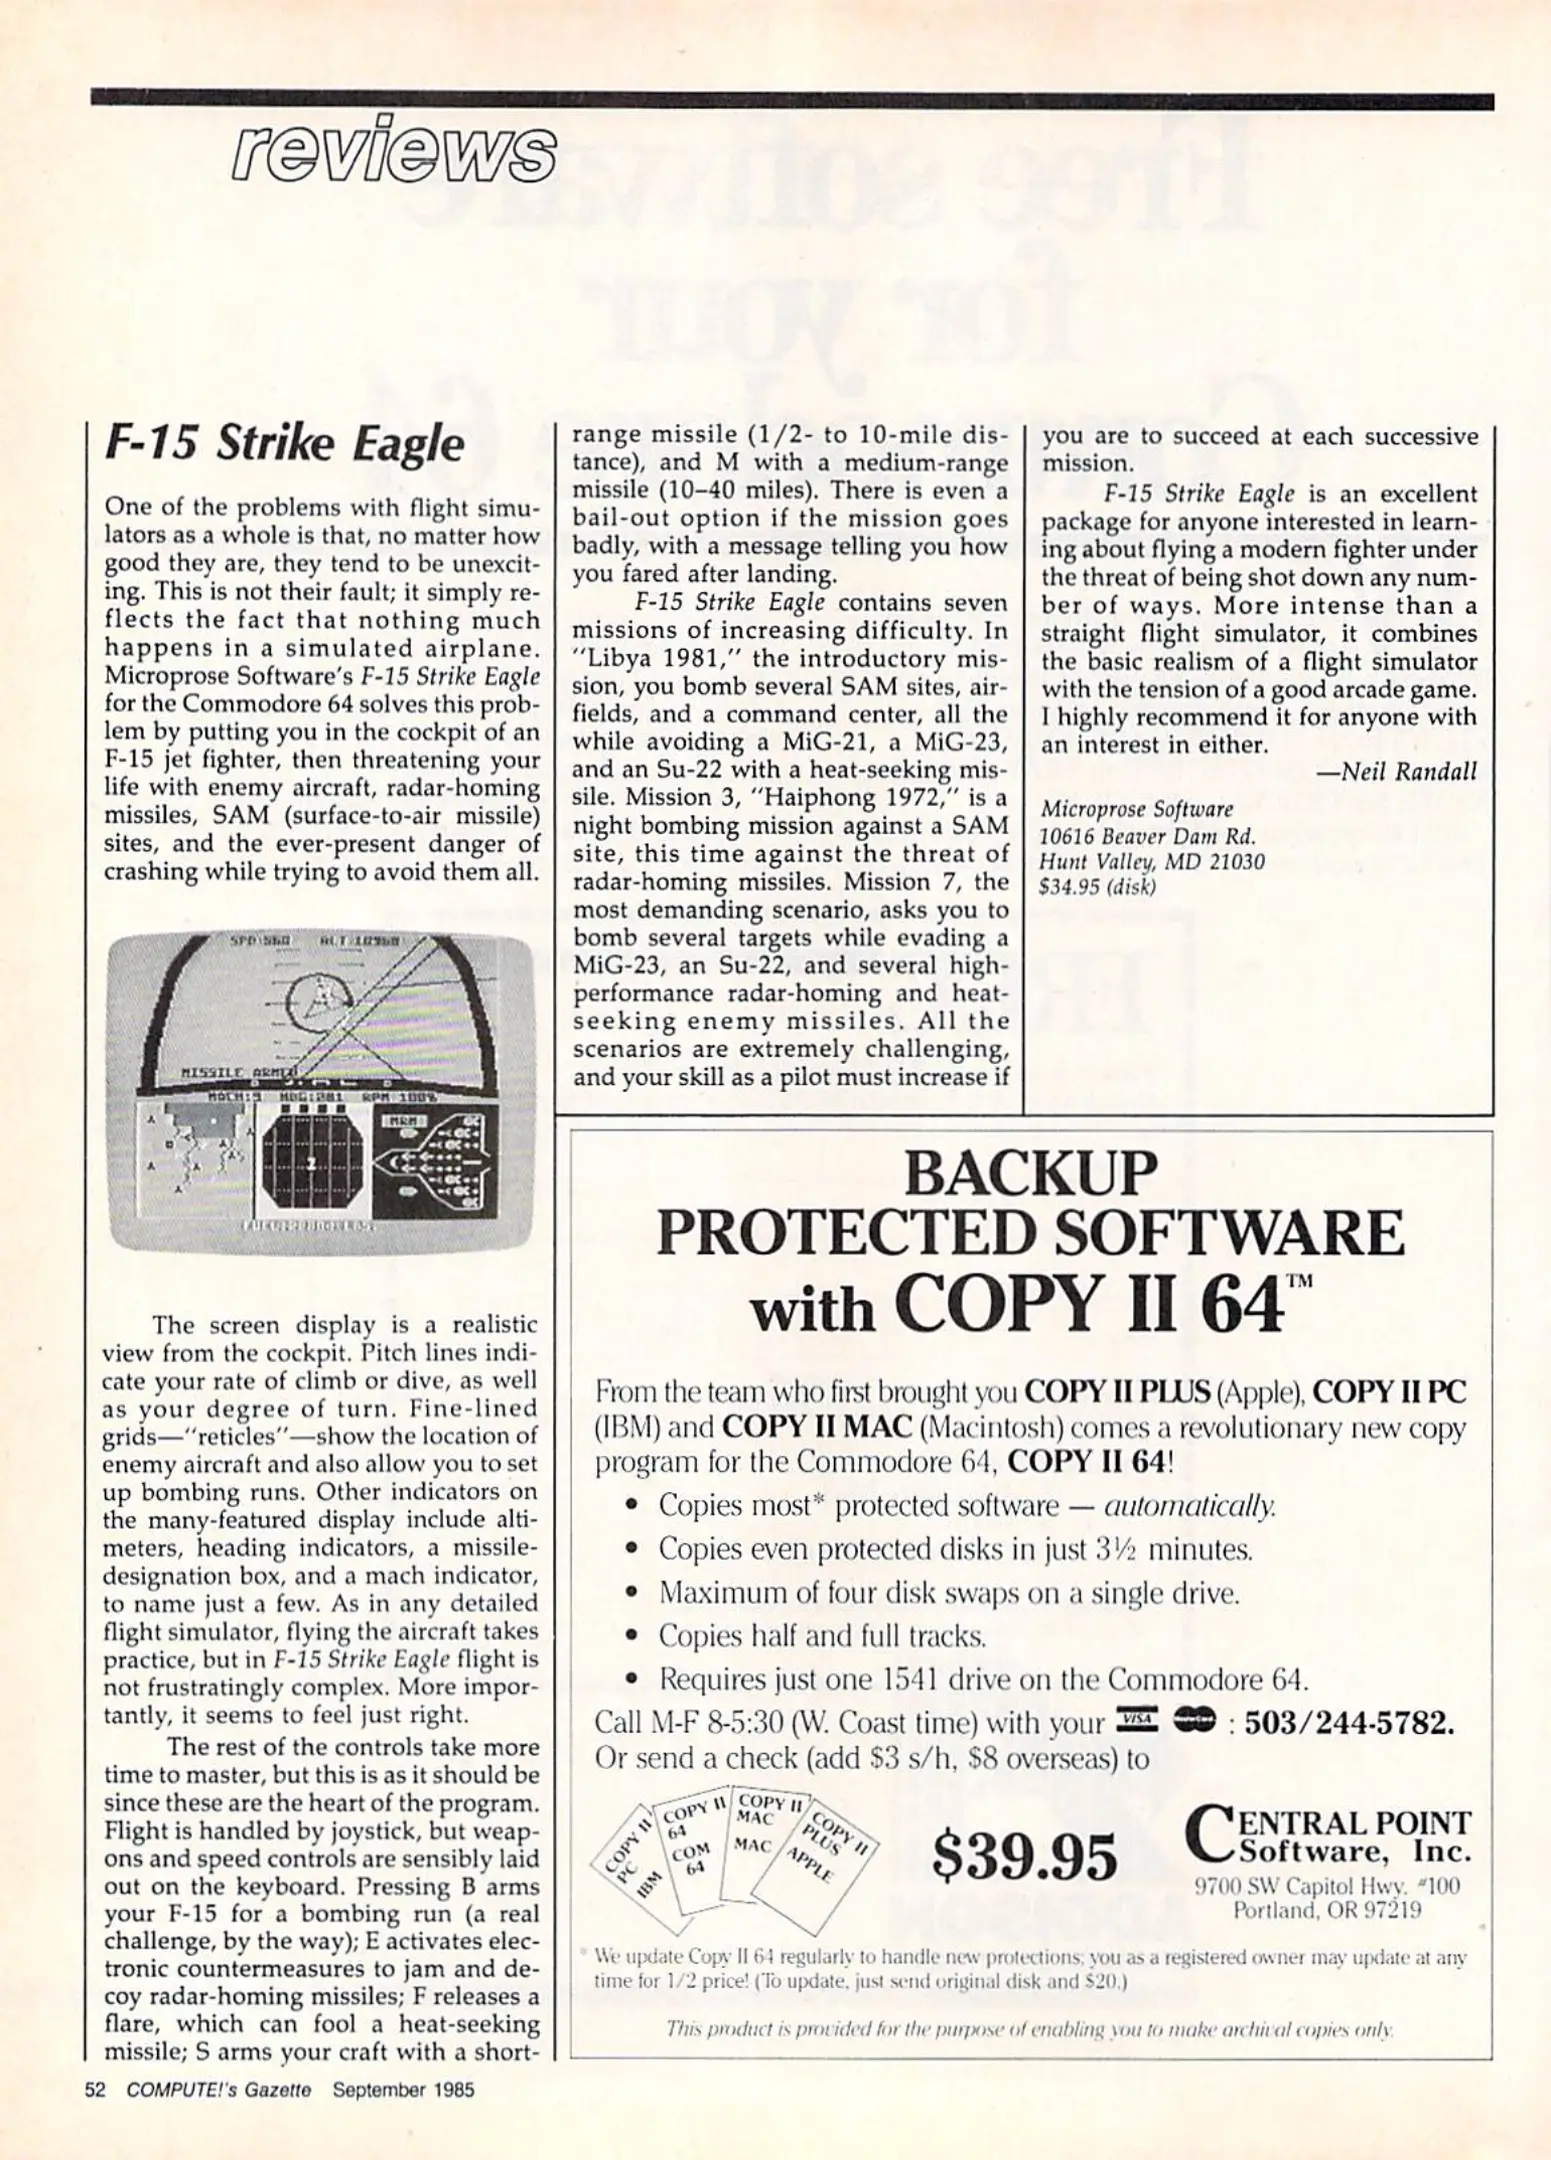 reviews
F-15 Strike Eagle
One of the problems with flight simu-
lators as a whole is that, no matter how
good they are, they tend to be unexcit-
ing. This is not their fault; it simply re-
flects the fact that nothing much
happens in a simulated airplane.
Microprose Software's F-15 Strike Eagle
for the Commodore 64 solves this prob-
lem by putting you in the cockpit of an
F-15 jet fighter, then threatening your
life with enemy aircraft, radar-homing
missiles, SAM (surface-to-air missile)
sites, and the ever-present danger of
crashing while trying to avoid them all.
MISSILE ARMED
MRM
The screen display is a realistic
view from the cockpit. Pitch lines indi-
cate your rate of climb or dive, as well
as your degree of turn. Fine-lined
grids—"reticles"—show the location of
enemy aircraft and also allow you to set
up bombing runs. Other indicators on
the many-featured display include alti-
meters, heading indicators, a missile-
designation box, and a mach indicator,
to name just a few. As in any detailed
flight simulator, flying the aircraft takes
practice, but in F-15 Strike Eagle flight is
not frustratingly complex. More impor-
tantly, it seems to feel just right.
The rest of the controls take more
time to master, but this is as it should be
since these are the heart of the program.
Flight is handled by joystick, but weap-
ons and speed controls are sensibly laid
out on the keyboard. Pressing B arms
your F-15 for a bombing run (a real
challenge, by the way); E activates elec-
tronic countermeasures to jam and de-
coy radar-homing missiles; F releases a
flare, which can fool a heat-seeking
missile; S arms your craft with a short-
range missile (1/2- to 10-mile dis-
tance), and M with a medium-range
missile (10–40 miles). There is even a
bail-out option if the mission goes
badly, with a message telling you how
you fared after landing.
F-15 Strike Eagle contains seven
missions of increasing difficulty. In
"Libya 1981," the introductory mis-
sion, you bomb several SAM sites, air-
fields, and a command center, all the
while avoiding a MiG-21, a MiG-23,
and an Su-22 with a heat-seeking mis-
sile. Mission 3, "Haiphong 1972," is a
night bombing mission against a SAM
site, this time against the threat of
radar-homing missiles. Mission 7, the
most demanding scenario, asks you to
bomb several targets while evading a
MiG-23, an Su-22, and several high-
performance radar-homing and heat-
seeking enemy missiles. All the
scenarios are extremely challenging,
and your skill as a pilot must increase if
you are to succeed at each successive
mission.
F-15 Strike Eagle is an excellent
package for anyone interested in learn-
ing about flying a modern fighter under
the threat of being shot down any num-
ber of ways. More intense than a
straight flight simulator, it combines
the basic realism of a flight simulator
with the tension of a good arcade game.
I highly recommend it for anyone with
an interest in either.
—Neil Randall
Microprose Software
10616 Beaver Dam Rd.
Hunt Valley, MD 21030
$34.95 (disk)
BACKUP
PROTECTED SOFTWARE
with COPY II 64™
From the team who first brought you COPY II PLUS (Apple), COPY II PC
(IBM) and COPY II MAC (Macintosh) comes a revolutionary new copy
program for the Commodore 64, COPY II 64!
• Copies most* protected software — automatically.
• Copies even protected disks in just 3½ minutes.
• Maximum of four disk swaps on a single drive.
• Copies half and full tracks.
• Requires just one 1541 drive on the Commodore 64.
Call M-F 8-5:30 (W. Coast time) with your VISA : 503/244-5782.
Or send a check (add $3 s/h, $8 overseas) to
COPY II
PC
IBM
COPY II
64
COM
64
COPY II
MAC
MAC
COPY II
PLUS
APPLE
$39.95
CENTRAL POINT
Software, Inc.
9700 SW Capitol Hwy. #100
Portland, OR 97219
* We update Copy II 64 regularly to handle new protections; you as a registered owner may update at any
time for 1/2 price! (To update, just send original disk and $20.)
This product is provided for the purpose of enabling you to make archival copies only.
52 COMPUTE!'s Gazette September 1985